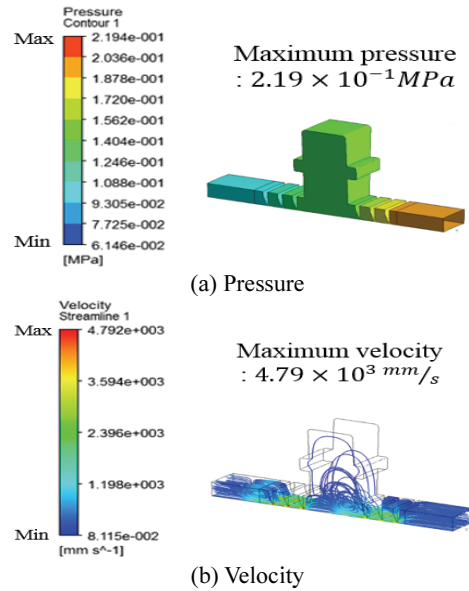 Pressure
Contour 1
Max
2.194e-001
2.036e-001
1.878e-001
1.720e-001
1.562e-001
1.404e-001
1.246e-001
1.088e-001
9.305e-002
7.725e-002
Min
6.146e-002
[MPa]
Maximum pressure
: 2.19 × 10⁻¹MPa
(a) Pressure
Velocity
Streamline 1
Max
4.792e+003
3.594e+003
2.396e+003
1.198e+003
Min
8.115e-002
[mm s^-1]
Maximum velocity
: 4.79 × 10³ mm/s
(b) Velocity